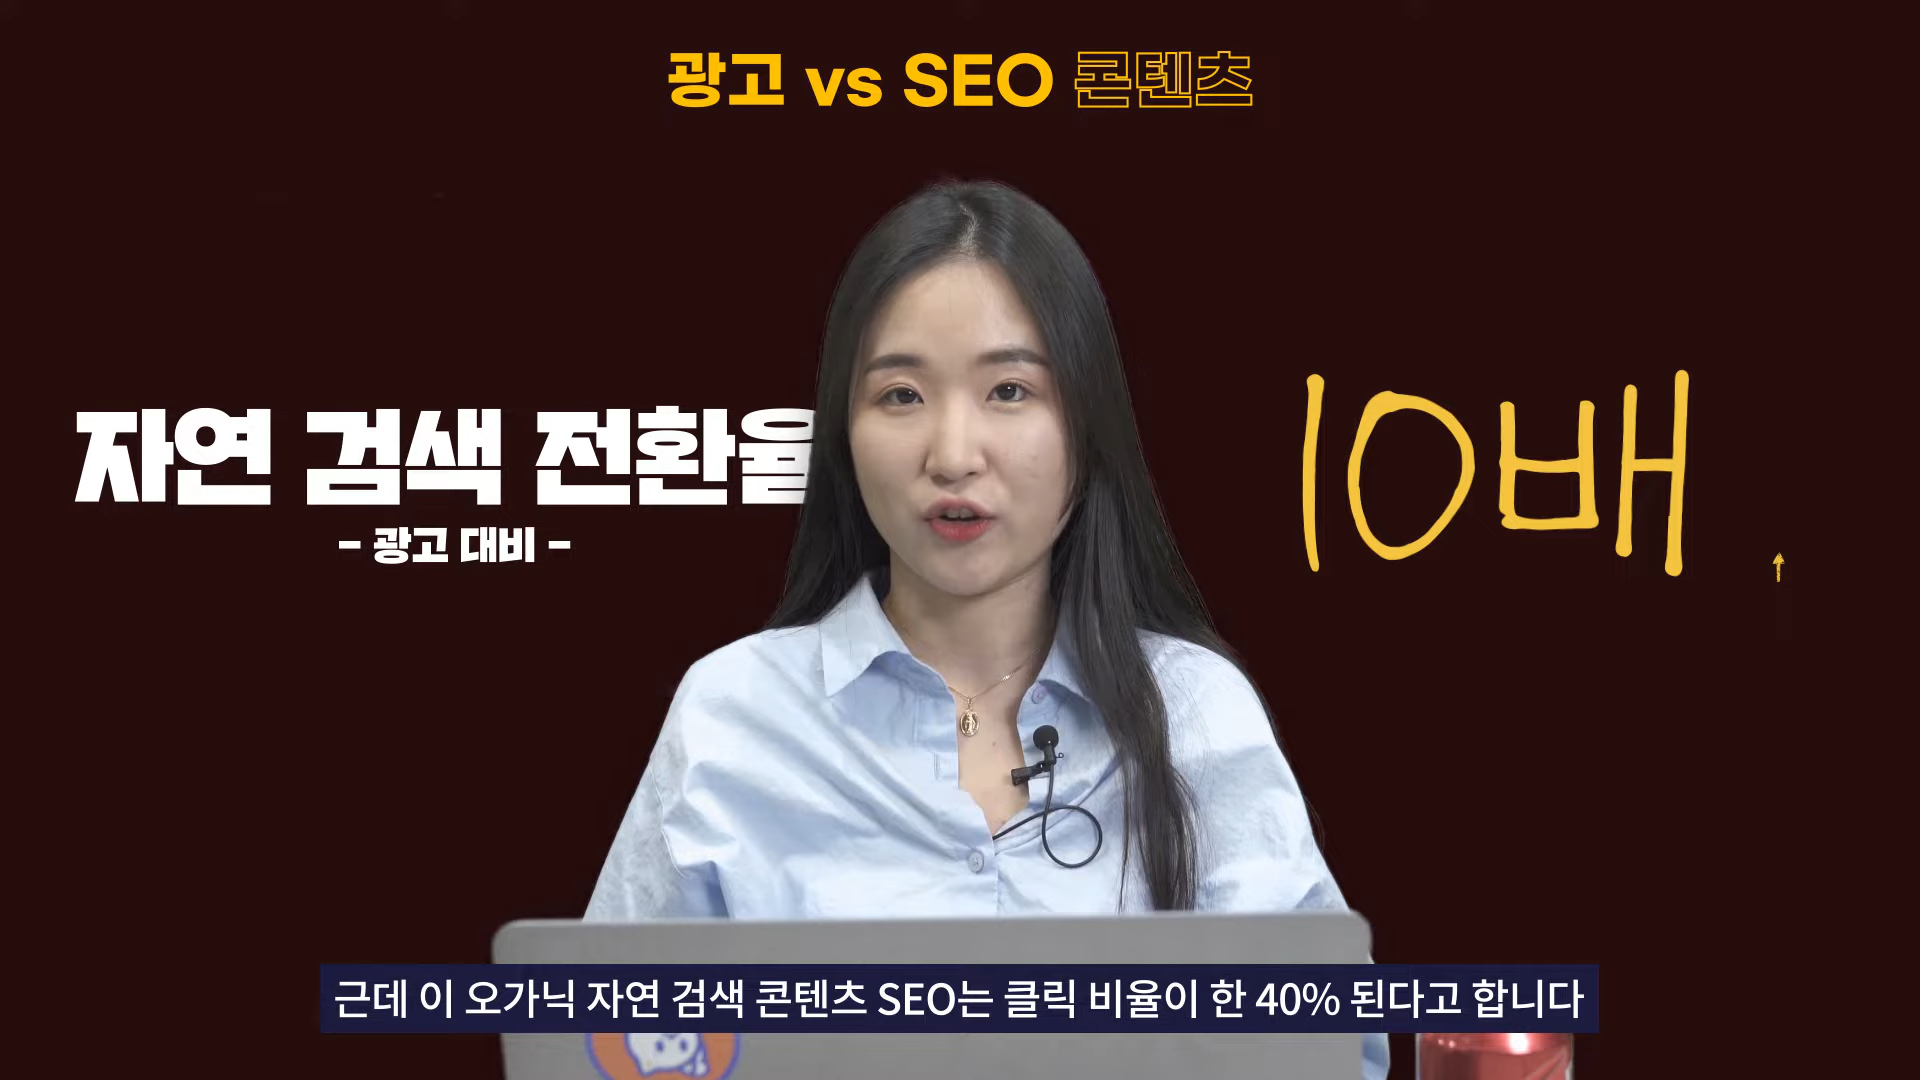 광고 vs SEO 콘텐츠
자연 검색 전환율
- 광고 대비 -
10배
근데 이 오가닉 자연 검색 콘텐츠 SEO는 클릭 비율이 한 40% 된다고 합니다